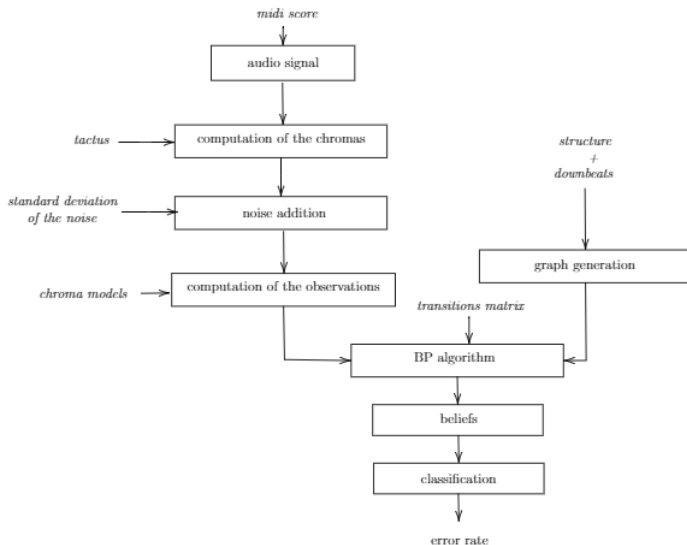 midi score
audio signal
tactus
computation of the chromas
structure
+
downbeats
standard deviation
of the noise
noise addition
graph generation
chroma models
computation of the observations
transitions matrix
BP algorithm
beliefs
classification
error rate